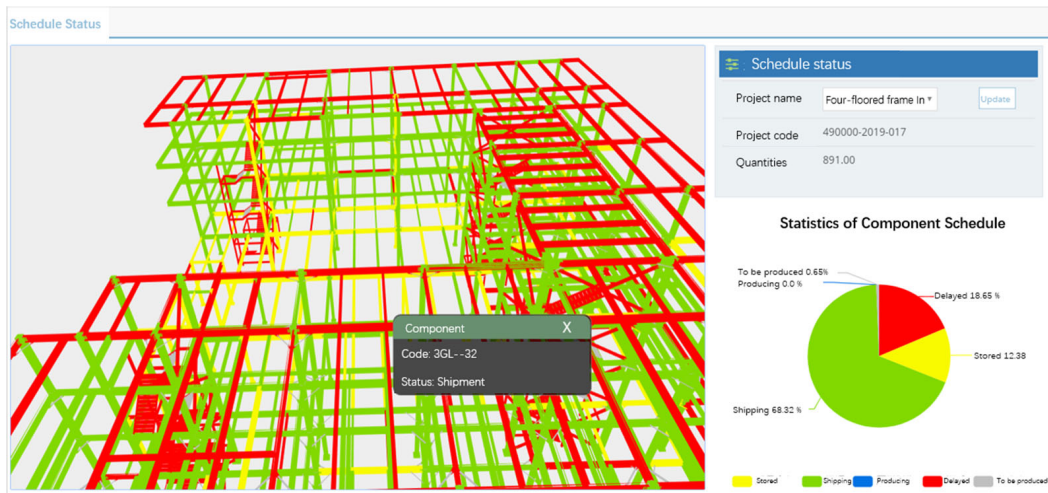 Schedule Status
Schedule status
Project name Four-floored frame In Update
Project code 490000-2019-017
Quantities 891.00
Component X
Code: 3GL--32
Status: Shipment
Statistics of Component Schedule
To be produced 0.65%
Producing 0.0 %
Delayed 18.65 %
Stored 12.38
Shipping 68.32 %
Stored Shipping Producing Delayed To be produced